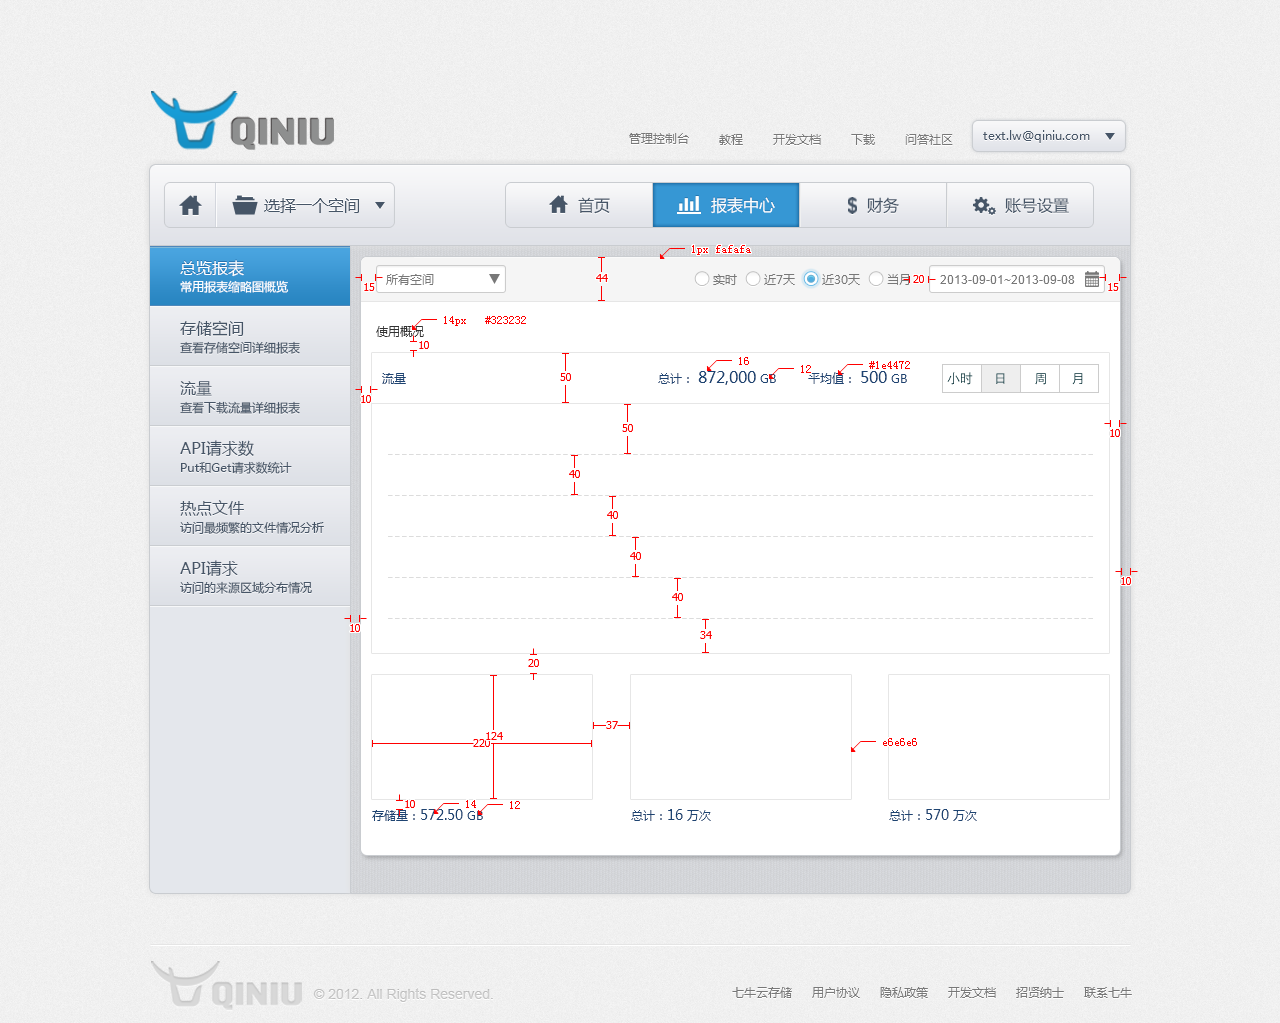 QINIU
管理控制台 教程 开发文档 下载 问答社区 text.lw@qiniu.com
选择一个空间 首页 报表中心 $ 财务 账号设置
总览报表
常用报表缩略图概览
存储空间
查看存储空间详细报表
流量
查看下载流量详细报表
API请求数
Put和Get请求数统计
热点文件
访问最频繁的文件情况分析
API请求
访问的来源区域分布情况
1px fafafa
15 所有空间 44 实时 近7天 近30天 当月 20 2013-09-01~2013-09-08 15
14px #323232
使用概况
10
16 12 #1e4472
流量 50 总计： 872,000 GB 平均值： 500 GB 小时 日 周 月
10
50 10
40
40
40
10
40
10 34
20
37
124
220 e6e6e6
10 14 12
存储量：572.50 GB 总计：16 万次 总计：570 万次
QINIU © 2012. All Rights Reserved. 七牛云存储 用户协议 隐私政策 开发文档 招贤纳士 联系七牛